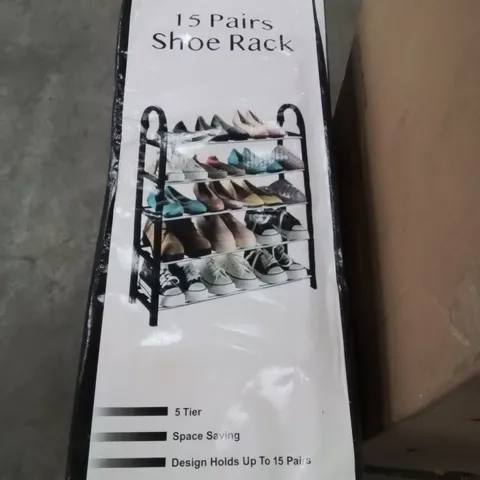 15 Pairs
Shoe Rack
5 Tier
Space Saving
Design Holds Up To 15 Pairs